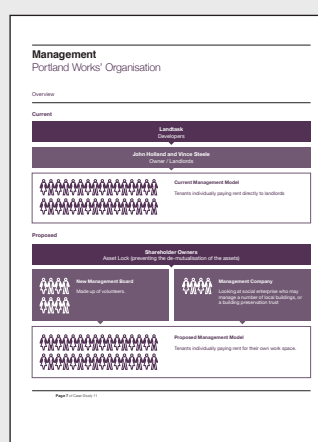 Management
Portland Works' Organisation
Overview
Current
Landtask
Developers
John Holland and Vince Steele
Owner / Landlords
Current Management Model
Tenants individually paying rent directly to landlords
Proposed
Shareholder Owners
Asset Lock (preventing the de-mutualisation of the assets)
New Management Board
Made up of volunteers.
Management Company
Looking at social enterprise who may
manage a number of local buildings, or
a building preservation trust
Proposed Management Model
Tenants individually paying rent for their own work space.
Page 7 of Case Study 11